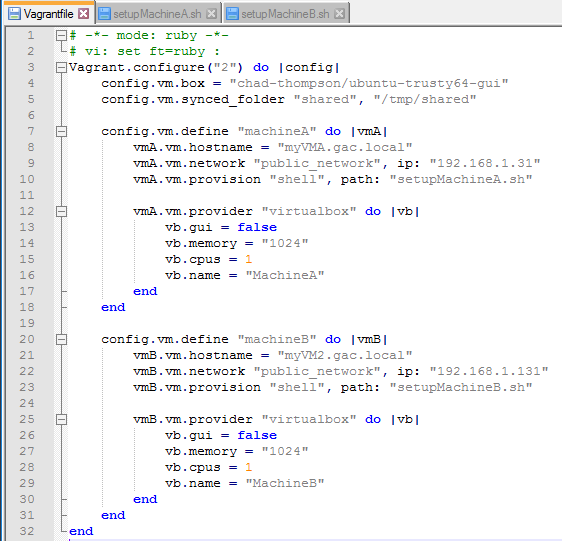 Vagrantfile setupMachineA.sh setupMachineB.sh
1 # -*- mode: ruby -*-
2 # vi: set ft=ruby :
3 Vagrant.configure("2") do |config|
4 config.vm.box = "chad-thompson/ubuntu-trusty64-gui"
5 config.vm.synced_folder "shared", "/tmp/shared"
6
7 config.vm.define "machineA" do |vmA|
8 vmA.vm.hostname = "myVMA.gac.local"
9 vmA.vm.network "public_network", ip: "192.168.1.31"
10 vmA.vm.provision "shell", path: "setupMachineA.sh"
11
12 vmA.vm.provider "virtualbox" do |vb|
13 vb.gui = false
14 vb.memory = "1024"
15 vb.cpus = 1
16 vb.name = "MachineA"
17 end
18 end
19
20 config.vm.define "machineB" do |vmB|
21 vmB.vm.hostname = "myVM2.gac.local"
22 vmB.vm.network "public_network", ip: "192.168.1.131"
23 vmB.vm.provision "shell", path: "setupMachineB.sh"
24
25 vmB.vm.provider "virtualbox" do |vb|
26 vb.gui = false
27 vb.memory = "1024"
28 vb.cpus = 1
29 vb.name = "MachineB"
30 end
31 end
32 end